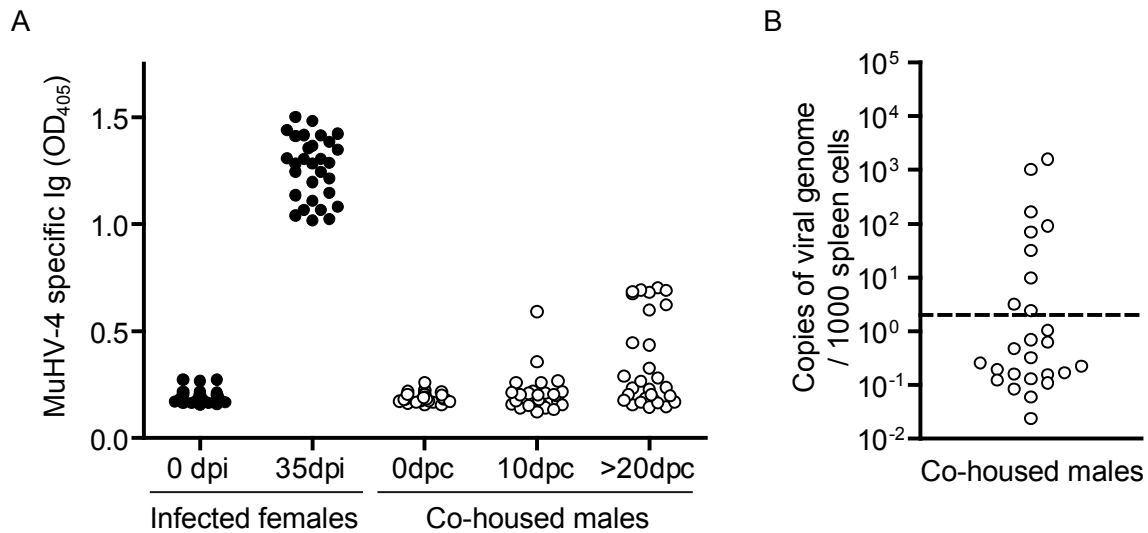 A
MuHV-4 specific Ig (OD405)
1.5
1.0
0.5
0.0
0 dpi
35dpi
0dpc
10dpc
>20dpc
Infected females
Co-housed males
B
Copies of viral genome
/ 1000 spleen cells
10^5
10^4
10^3
10^2
10^1
10^0
10^-1
10^-2
Co-housed males